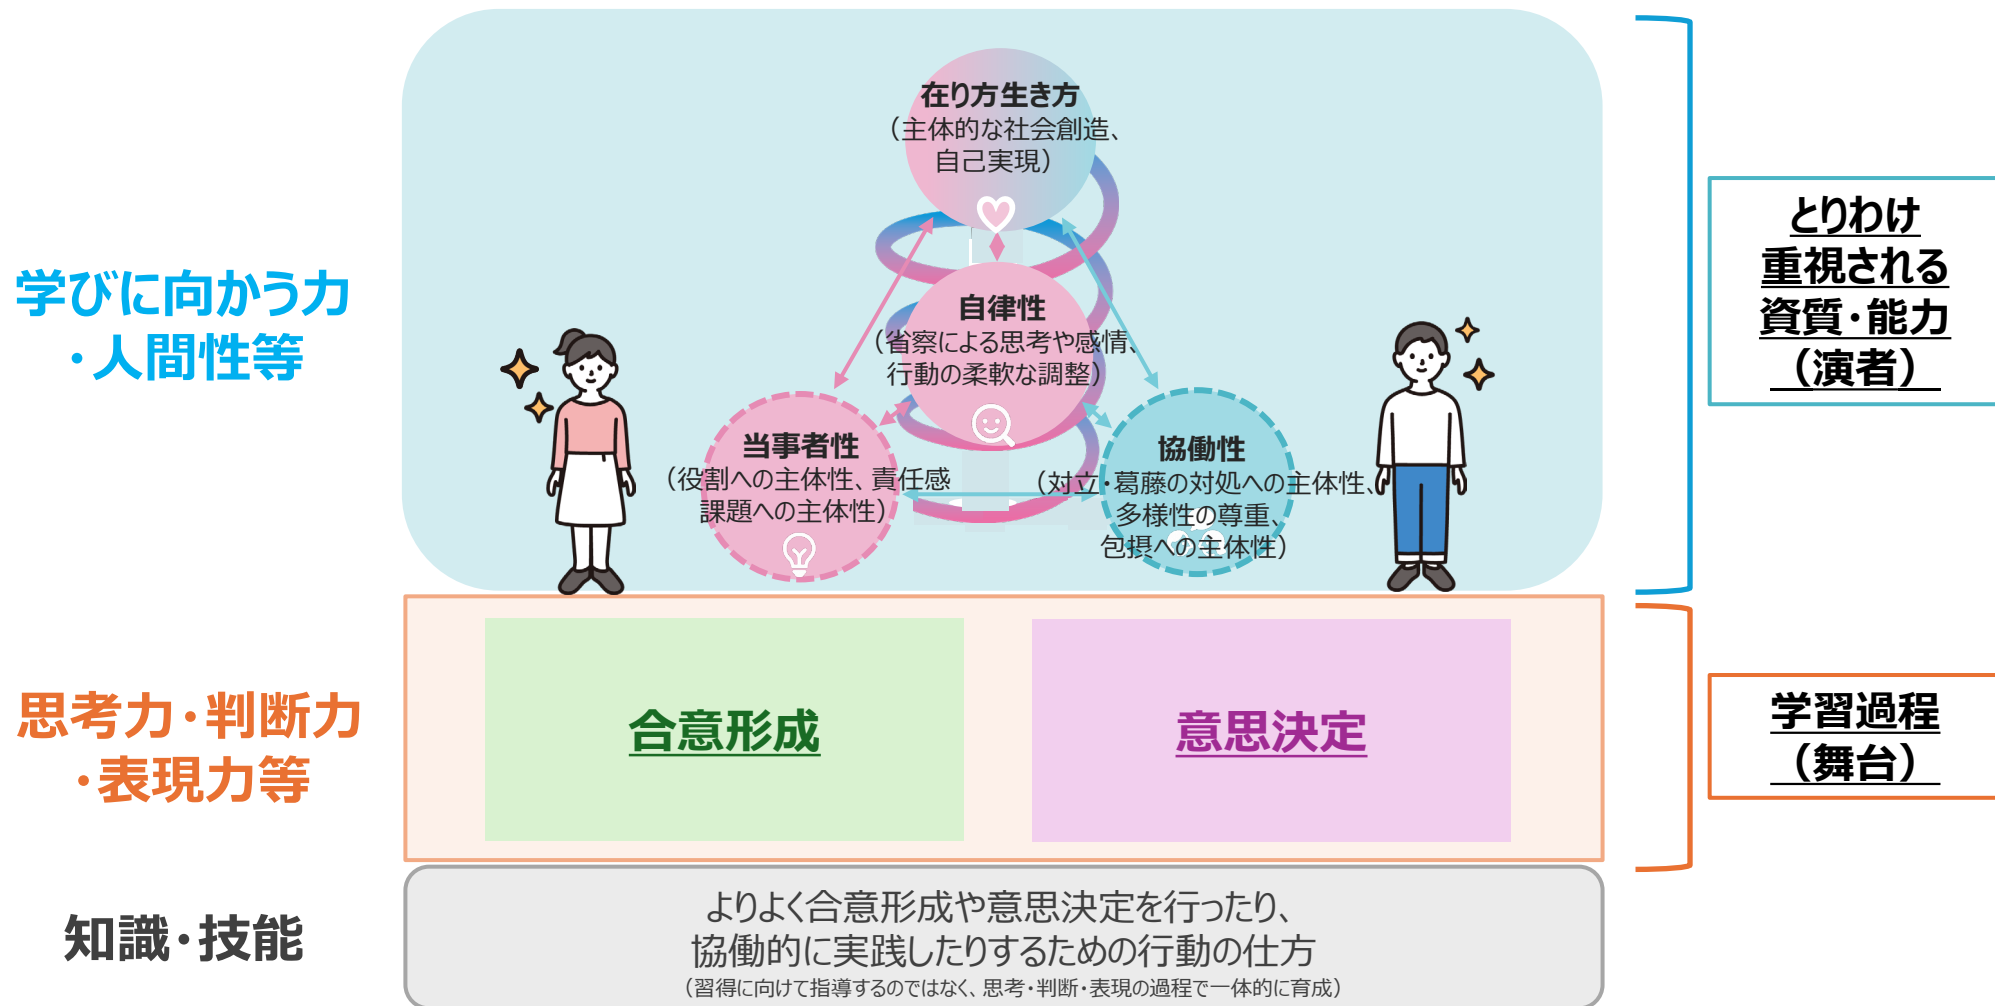 在り方生き方
（主体的な社会創造、
自己実現）
自律性
（省察による思考や感情、
行動の柔軟な調整）
当事者性
（役割への主体性、責任感
課題への主体性）
協働性
（対立・葛藤の対処への主体性、
多様性の尊重、
包摂への主体性）
学びに向かう力
・人間性等
とりわけ
重視される
資質・能力
（演者）
思考力・判断力
・表現力等
合意形成
意思決定
学習過程
（舞台）
知識・技能
よりよく合意形成や意思決定を行ったり、
協働的に実践したりするための行動の仕方
（習得に向けて指導するのではなく、思考・判断・表現の過程で一体的に育成）